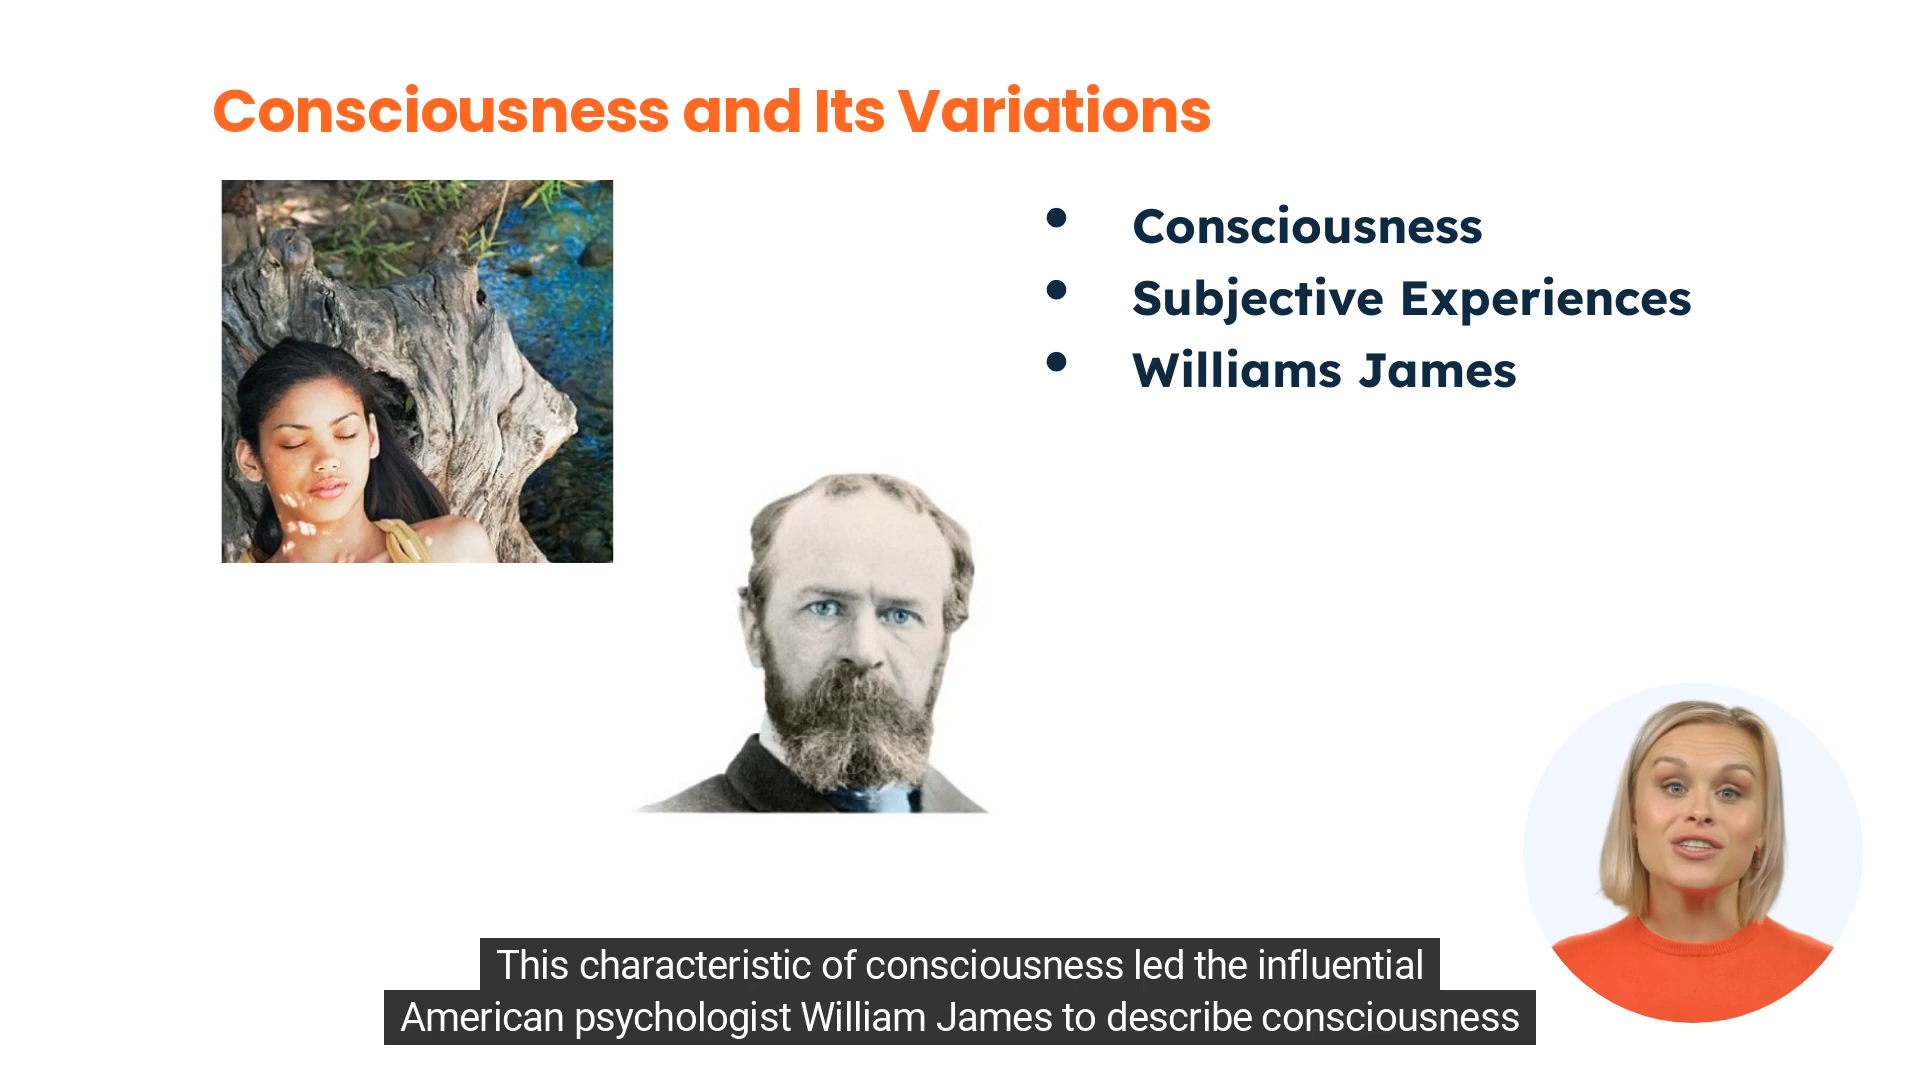 Consciousness and Its Variations
• Consciousness
• Subjective Experiences
• Williams James
This characteristic of consciousness led the influential
American psychologist William James to describe consciousness